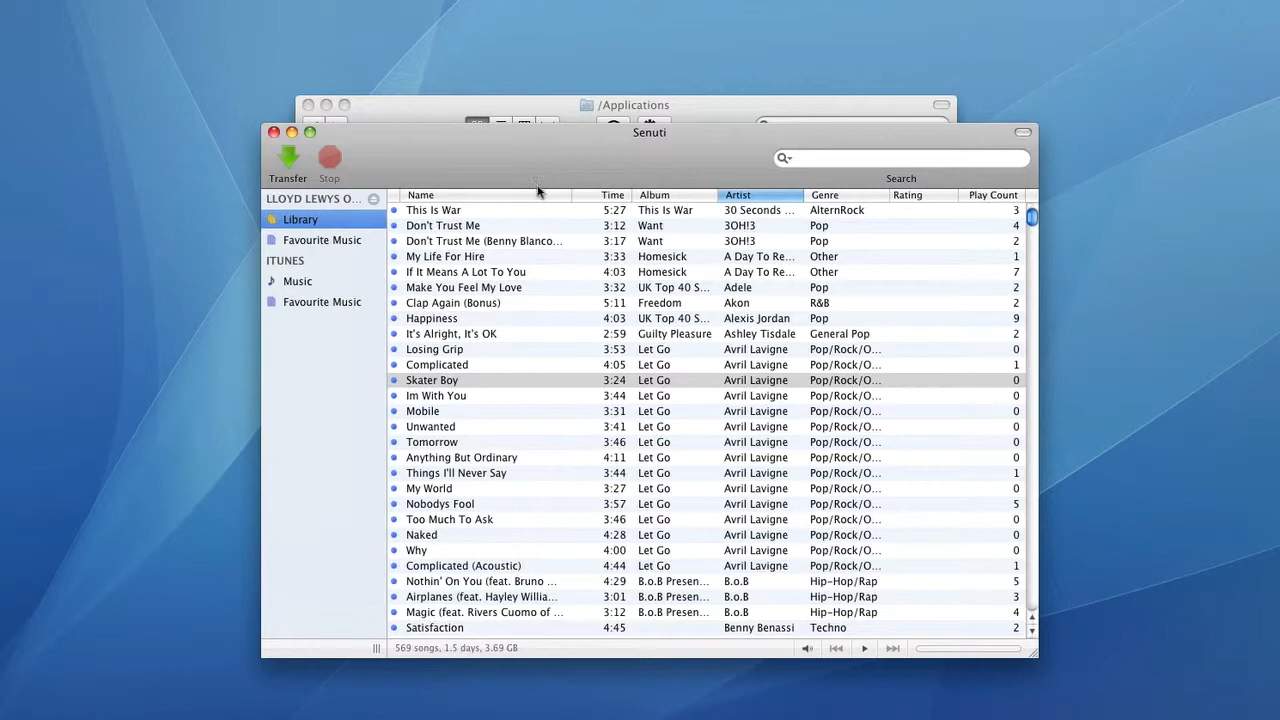 /Applications
Senuti
Transfer Stop Search
LLOYD LEWYS O... Name Time Album Artist Genre Rating Play Count
Library This Is War 5:27 This Is War 30 Seconds ... AlternRock 3
Don't Trust Me 3:12 Want 3OH!3 Pop 4
Favourite Music Don't Trust Me (Benny Blanco... 3:17 Want 3OH!3 Pop 2
ITUNES My Life For Hire 3:33 Homesick A Day To Re... Other 1
If It Means A Lot To You 4:03 Homesick A Day To Re... Other 7
Music Make You Feel My Love 3:32 UK Top 40 S... Adele Pop 2
Favourite Music Clap Again (Bonus) 5:11 Freedom Akon R&B 2
Happiness 4:03 UK Top 40 S... Alexis Jordan Pop 9
It's Alright, It's OK 2:59 Guilty Pleasure Ashley Tisdale General Pop 2
Losing Grip 3:53 Let Go Avril Lavigne Pop/Rock/O... 0
Complicated 4:05 Let Go Avril Lavigne Pop/Rock/O... 1
Skater Boy 3:24 Let Go Avril Lavigne Pop/Rock/O... 0
Im With You 3:44 Let Go Avril Lavigne Pop/Rock/O... 0
Mobile 3:31 Let Go Avril Lavigne Pop/Rock/O... 0
Unwanted 3:41 Let Go Avril Lavigne Pop/Rock/O... 0
Tomorrow 3:46 Let Go Avril Lavigne Pop/Rock/O... 0
Anything But Ordinary 4:11 Let Go Avril Lavigne Pop/Rock/O... 0
Things I'll Never Say 3:44 Let Go Avril Lavigne Pop/Rock/O... 1
My World 3:27 Let Go Avril Lavigne Pop/Rock/O... 0
Nobodys Fool 3:57 Let Go Avril Lavigne Pop/Rock/O... 5
Too Much To Ask 3:46 Let Go Avril Lavigne Pop/Rock/O... 0
Naked 4:28 Let Go Avril Lavigne Pop/Rock/O... 0
Why 4:00 Let Go Avril Lavigne Pop/Rock/O... 0
Complicated (Acoustic) 4:44 Let Go Avril Lavigne Pop/Rock/O... 1
Nothin' On You (feat. Bruno ... 4:29 B.o.B Presen... B.o.B Hip-Hop/Rap 5
Airplanes (feat. Hayley Willia... 3:01 B.o.B Presen... B.o.B Hip-Hop/Rap 3
Magic (feat. Rivers Cuomo of ... 3:12 B.o.B Presen... B.o.B Hip-Hop/Rap 4
Satisfaction 4:45 Benny Benassi Techno 2
569 songs, 1.5 days, 3.69 GB